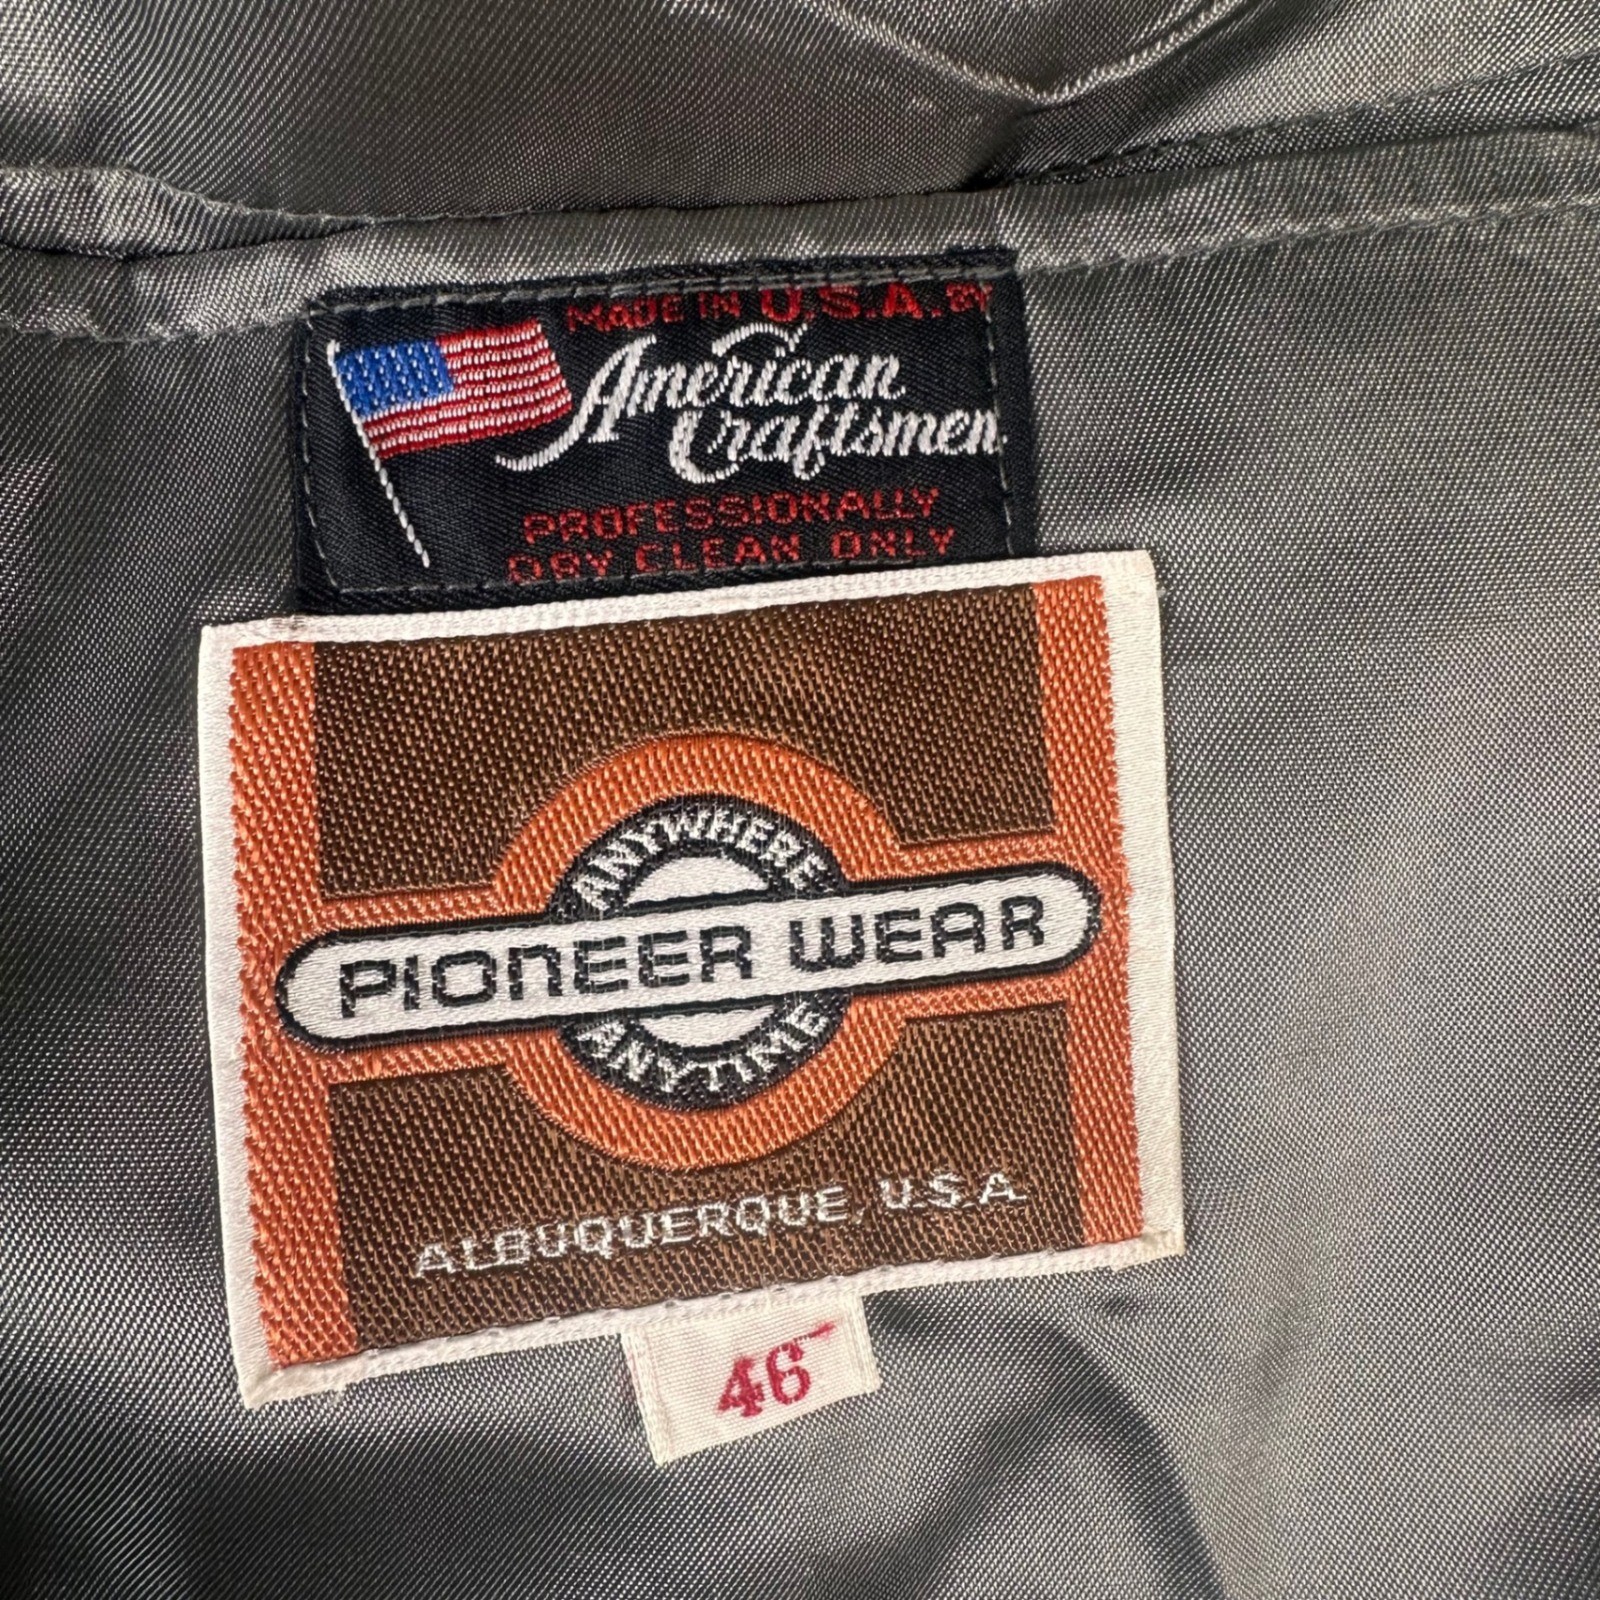 MADE IN U.S.A. BY
American
Craftsmen
PROFESSIONALLY
DRY CLEAN ONLY
ANYWHERE
PIONEER WEAR
ANYTIME
ALBUQUERQUE, U.S.A.
46